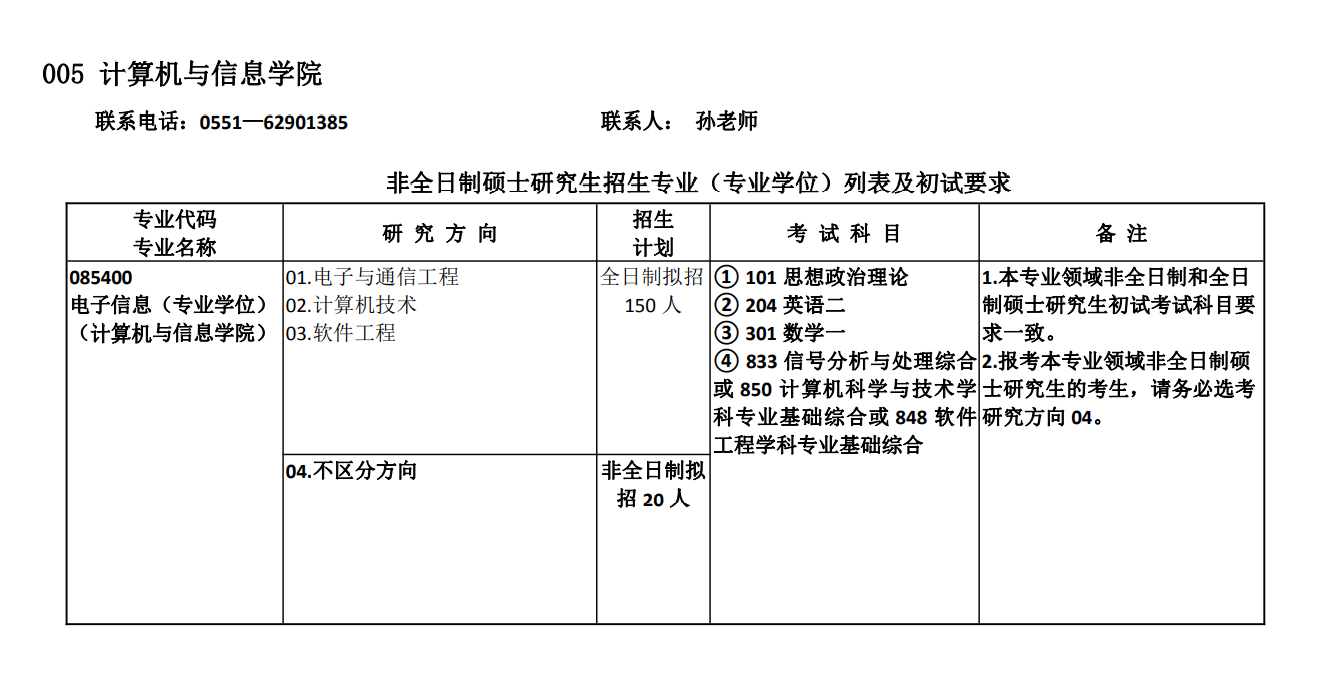 005 计算机与信息学院
联系电话：0551—62901385 联系人： 孙老师
非全日制硕士研究生招生专业（专业学位）列表及初试要求
专业代码
专业名称
研 究 方 向
招生
计划
考 试 科 目
备 注
085400
电子信息（专业学位）
（计算机与信息学院）
01.电子与通信工程
02.计算机技术
03.软件工程
全日制拟招
150 人
① 101 思想政治理论
② 204 英语二
③ 301 数学一
④ 833 信号分析与处理综合
或 850 计算机科学与技术学
科专业基础综合或 848 软件
工程学科专业基础综合
1.本专业领域非全日制和全日
制硕士研究生初试考试科目要
求一致。
2.报考本专业领域非全日制硕
士研究生的考生，请务必选考
研究方向 04。
04.不区分方向
非全日制拟
招 20 人